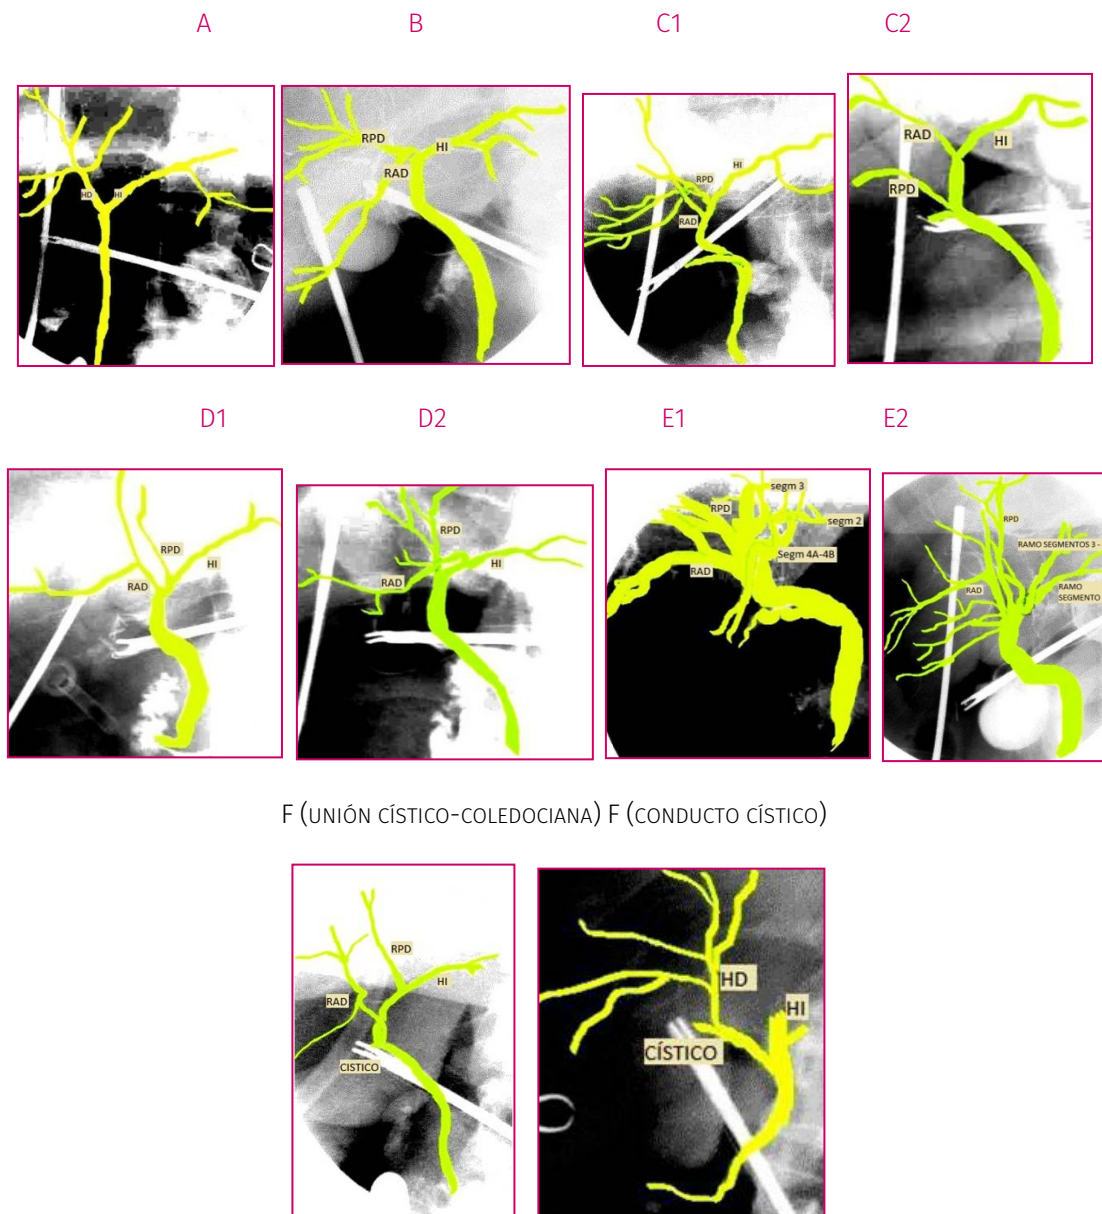 A B C1 C2
HD HI
RPD HI
RAD
HI
RPD
RAD
RAD HI
RPD
D1 D2 E1 E2
RPD
HI
RAD
RPD
HI
RAD
segm 3
RPD
segm 2
Segm 4A-4B
RAD
RPD
RAMO SEGMENTOS 3 -
RAD
RAMO
SEGMENTO
F (UNIÓN CÍSTICO-COLEDOCIANA) F (CONDUCTO CÍSTICO)
RPD
HI
RAD
CISTICO
HD
HI
CÍSTICO